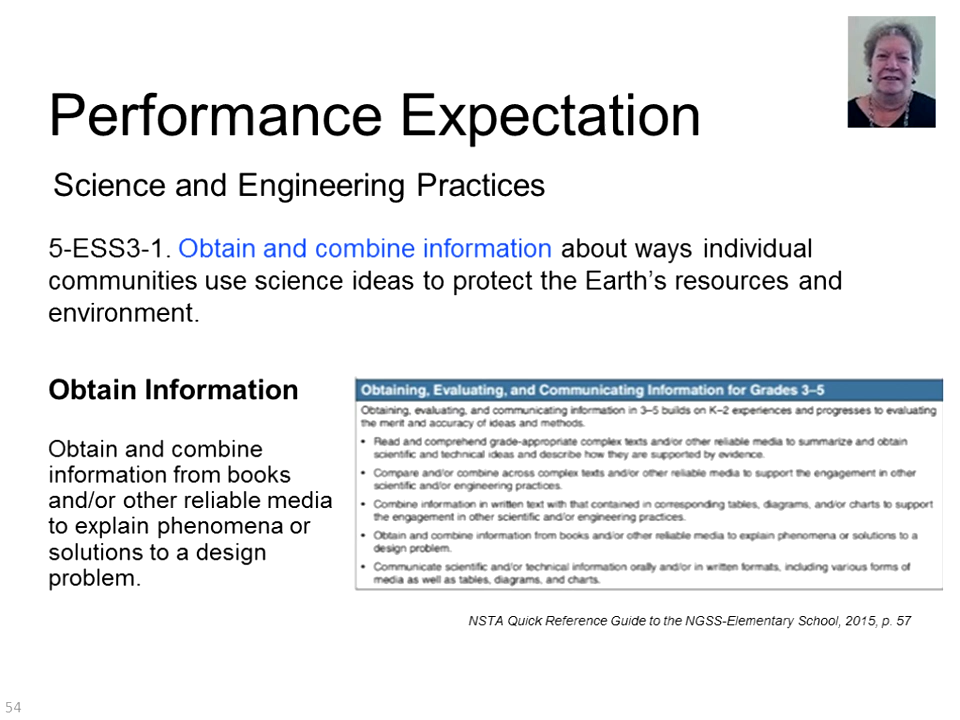 Performance Expectation
Science and Engineering Practices
5-ESS3-1. Obtain and combine information about ways individual
communities use science ideas to protect the Earth’s resources and
environment.
Obtain Information
Obtain and combine
information from books
and/or other reliable media
to explain phenomena or
solutions to a design
problem.
Obtaining, Evaluating, and Communicating Information for Grades 3–5
Obtaining, evaluating, and communicating information in 3–5 builds on K–2 experiences and progresses to evaluating
the merit and accuracy of ideas and methods.
• Read and comprehend grade-appropriate complex texts and/or other reliable media to summarize and obtain
scientific and technical ideas and describe how they are supported by evidence.
• Compare and/or combine across complex texts and/or other reliable media to support the engagement in other
scientific and/or engineering practices.
• Combine information in written text with that contained in corresponding tables, diagrams, and/or charts to support
the engagement in other scientific and/or engineering practices.
• Obtain and combine information from books and/or other reliable media to explain phenomena or solutions to a
design problem.
• Communicate scientific and/or technical information orally and/or in written formats, including various forms of
media as well as tables, diagrams, and charts.
NSTA Quick Reference Guide to the NGSS-Elementary School, 2015, p. 57
54